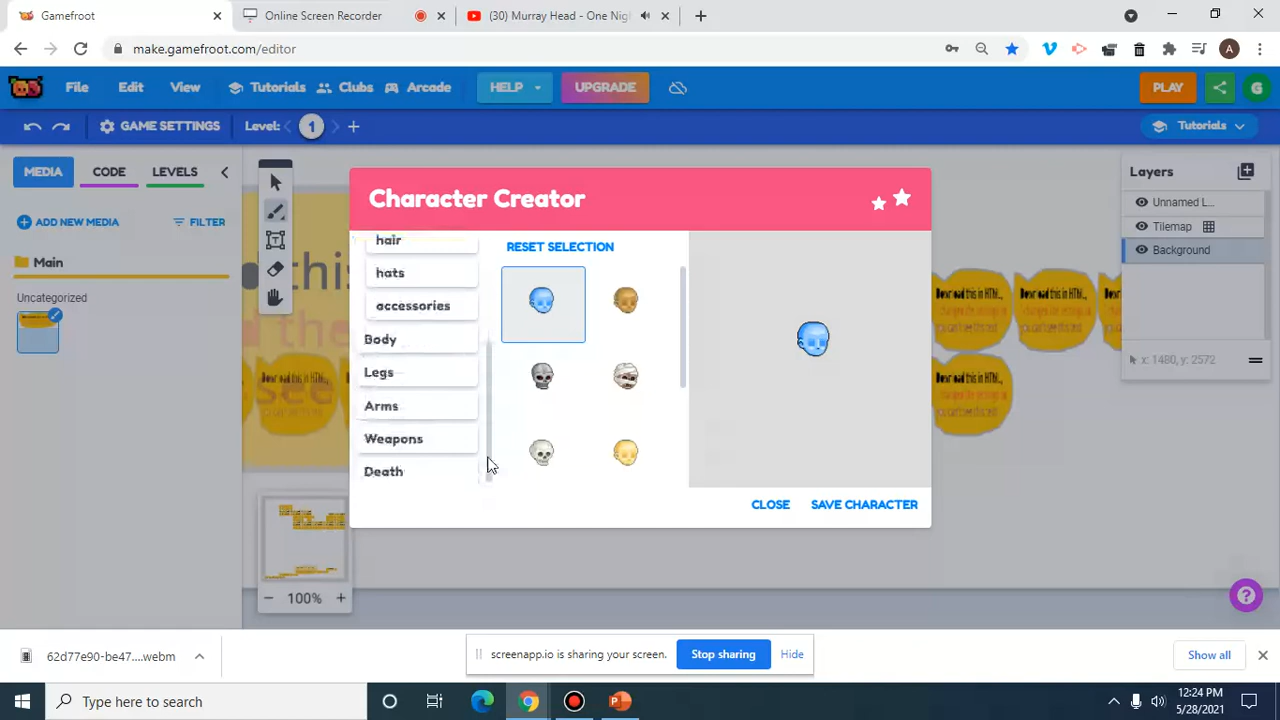 Gamefroot
Online Screen Recorder
(30) Murray Head - One Nig
make.gamefroot.com/editor
A
File
Edit
View
Tutorials
Clubs
Arcade
HELP
UPGRADE
PLAY
G
GAME SETTINGS
Level:
1
Tutorials
MEDIA
CODE
LEVELS
ADD NEW MEDIA
FILTER
Main
Uncategorized
Character Creator
RESET SELECTION
hair
hats
accessories
Body
Legs
Arms
Weapons
Death
CLOSE
SAVE CHARACTER
Layers
Unnamed L...
Tilemap
Background
x: 1480, y: 2572
100%
62d77e90-be47....webm
screenapp.io is sharing your screen.
Stop sharing
Hide
Show all
Type here to search
12:24 PM
5/28/2021